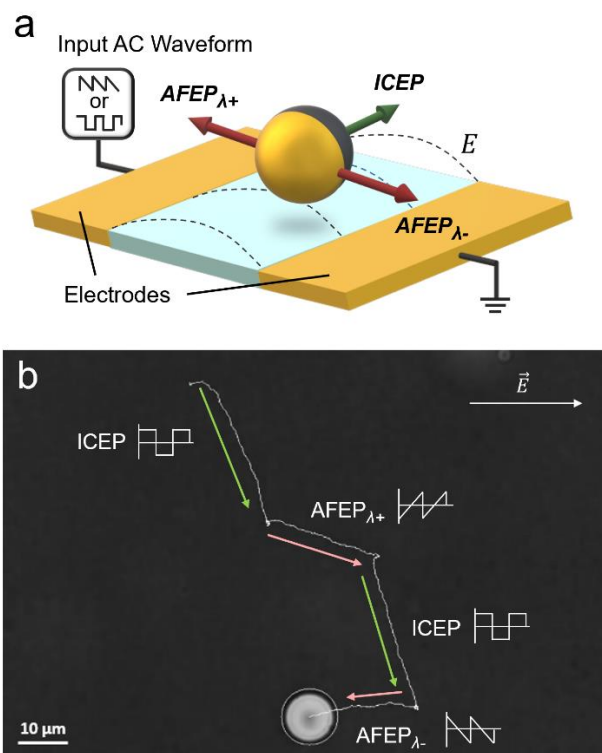 a
Input AC Waveform
or
AFEPλ+
ICEP
E
AFEPλ-
Electrodes
b
E⃗
ICEP
AFEPλ+
ICEP
AFEPλ-
10 µm